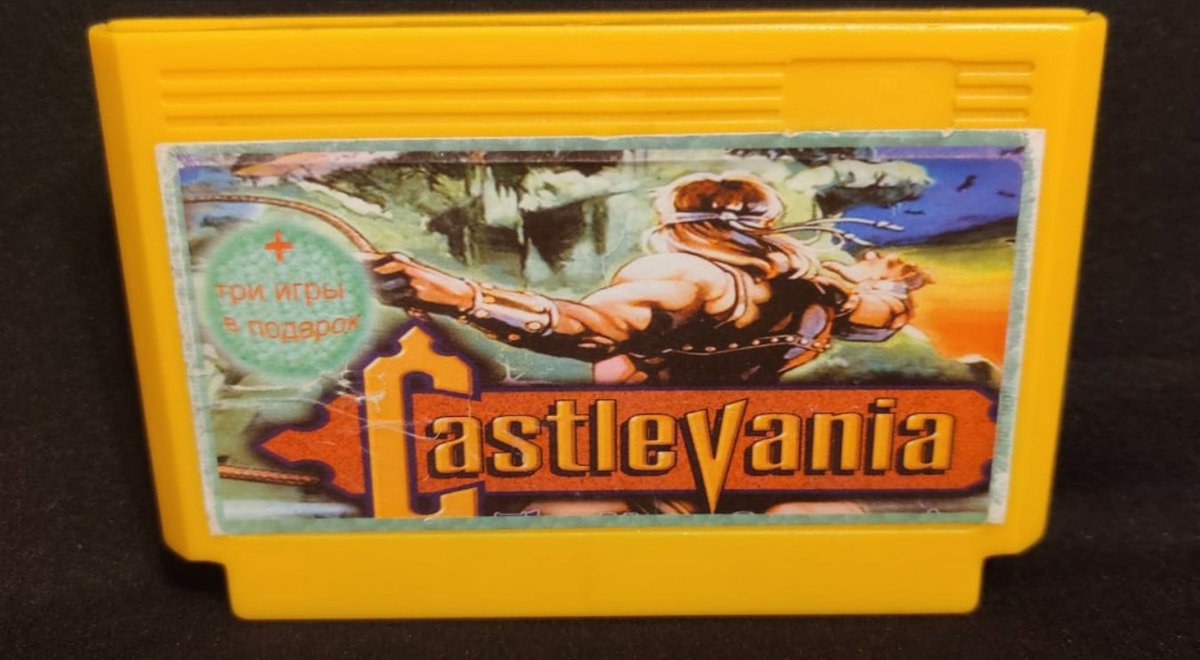 +
три игры
в подарок
Castlevania